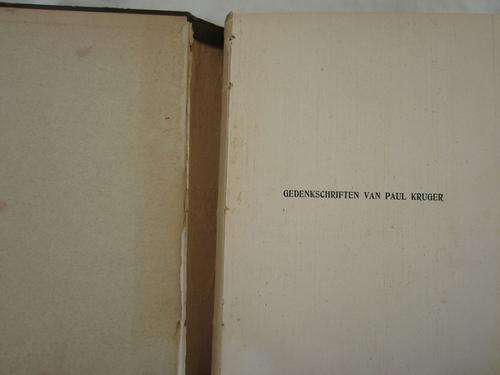 GEDENKSCHRIFTEN VAN PAUL KRUGER